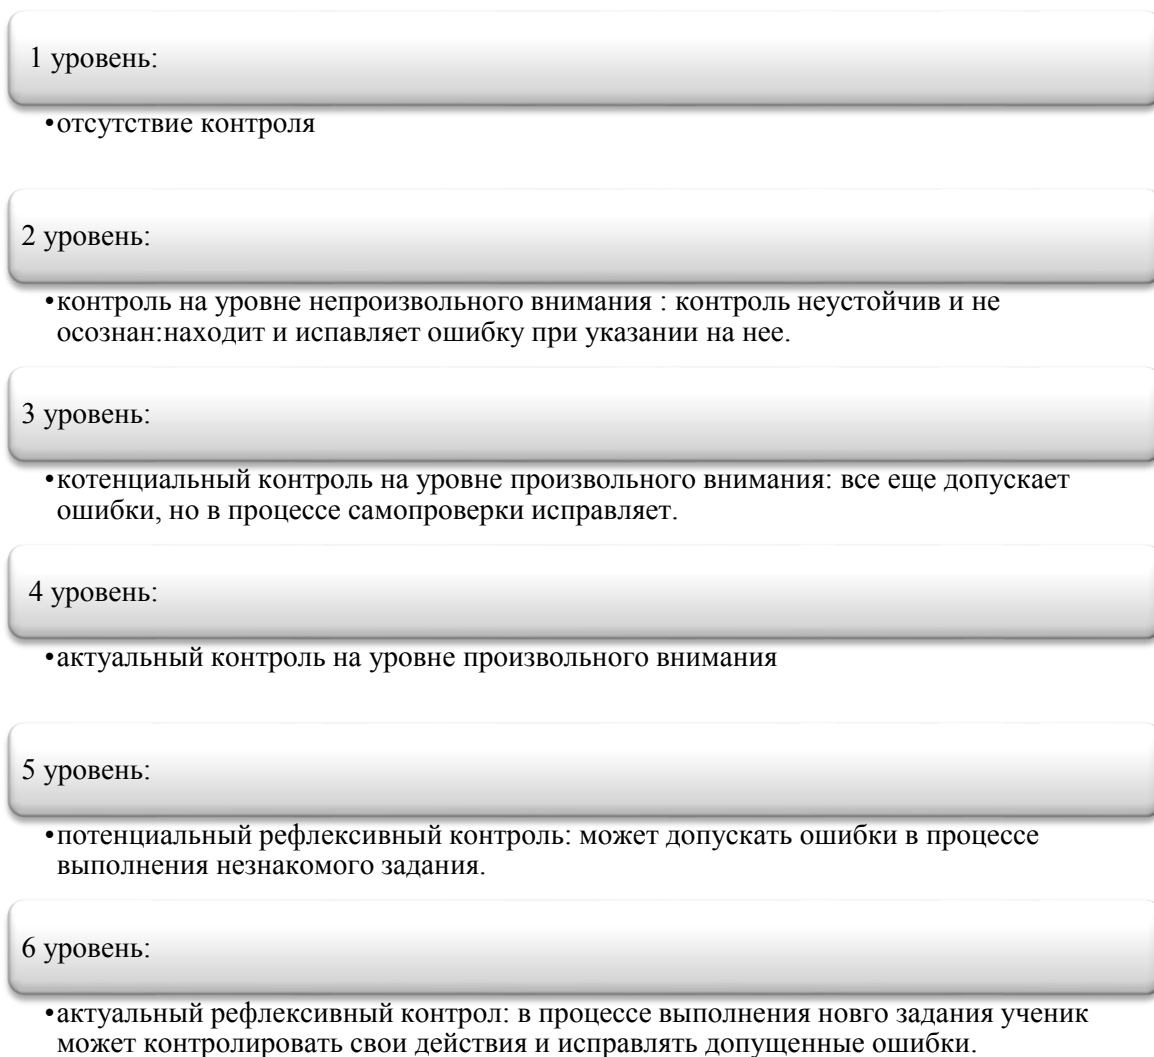 1 уровень:
•отсутствие контроля
2 уровень:
•контроль на уровне непроизвольного внимания : контроль неустойчив и не
осознан:находит и испавляет ошибку при указании на нее.
3 уровень:
•котенциальный контроль на уровне произвольного внимания: все еще допускает
ошибки, но в процессе самопроверки исправляет.
4 уровень:
•актуальный контроль на уровне произвольного внимания
5 уровень:
•потенциальный рефлексивный контроль: может допускать ошибки в процессе
выполнения незнакомого задания.
6 уровень:
•актуальный рефлексивный контрол: в процессе выполнения новго задания ученик
может контролировать свои действия и исправлять допущенные ошибки.